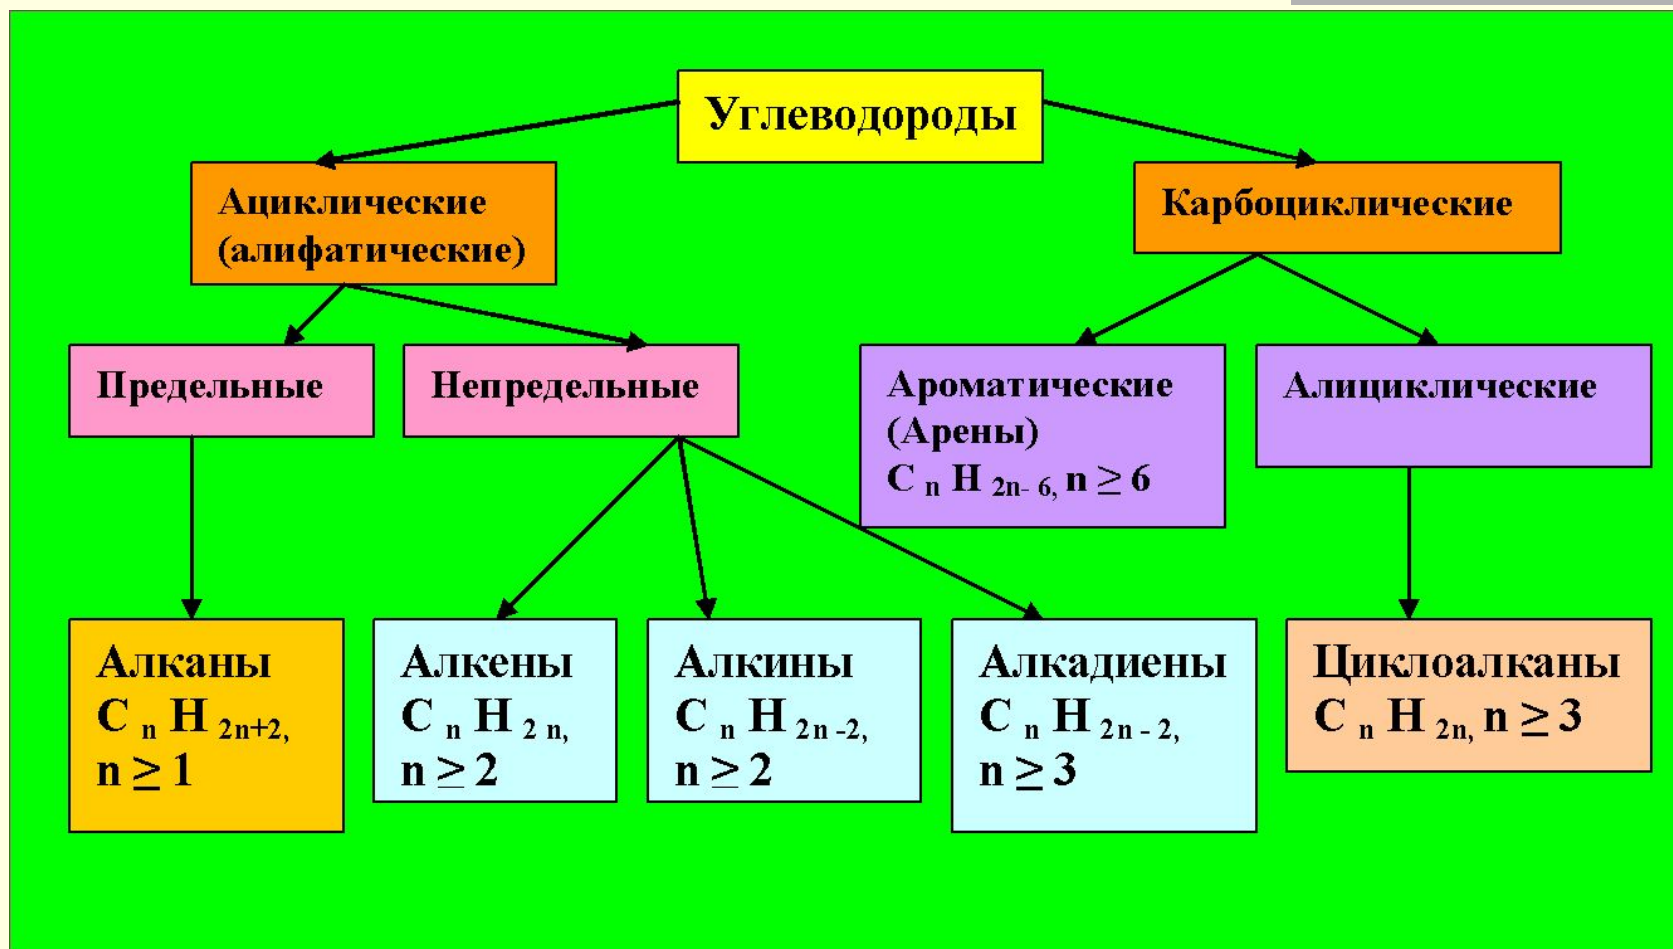 Углеводороды
Ациклические
(алифатические)
Карбоциклические
Предельные
Непредельные
Ароматические
(Арены)
C n H 2n- 6, n ≥ 6
Алициклические
Алканы
C n H 2n+2,
n ≥ 1
Алкены
C n H 2 n,
n ≥ 2
Алкины
C n H 2n -2,
n ≥ 2
Алкадиены
C n H 2n - 2,
n ≥ 3
Циклоалканы
C n H 2n, n ≥ 3